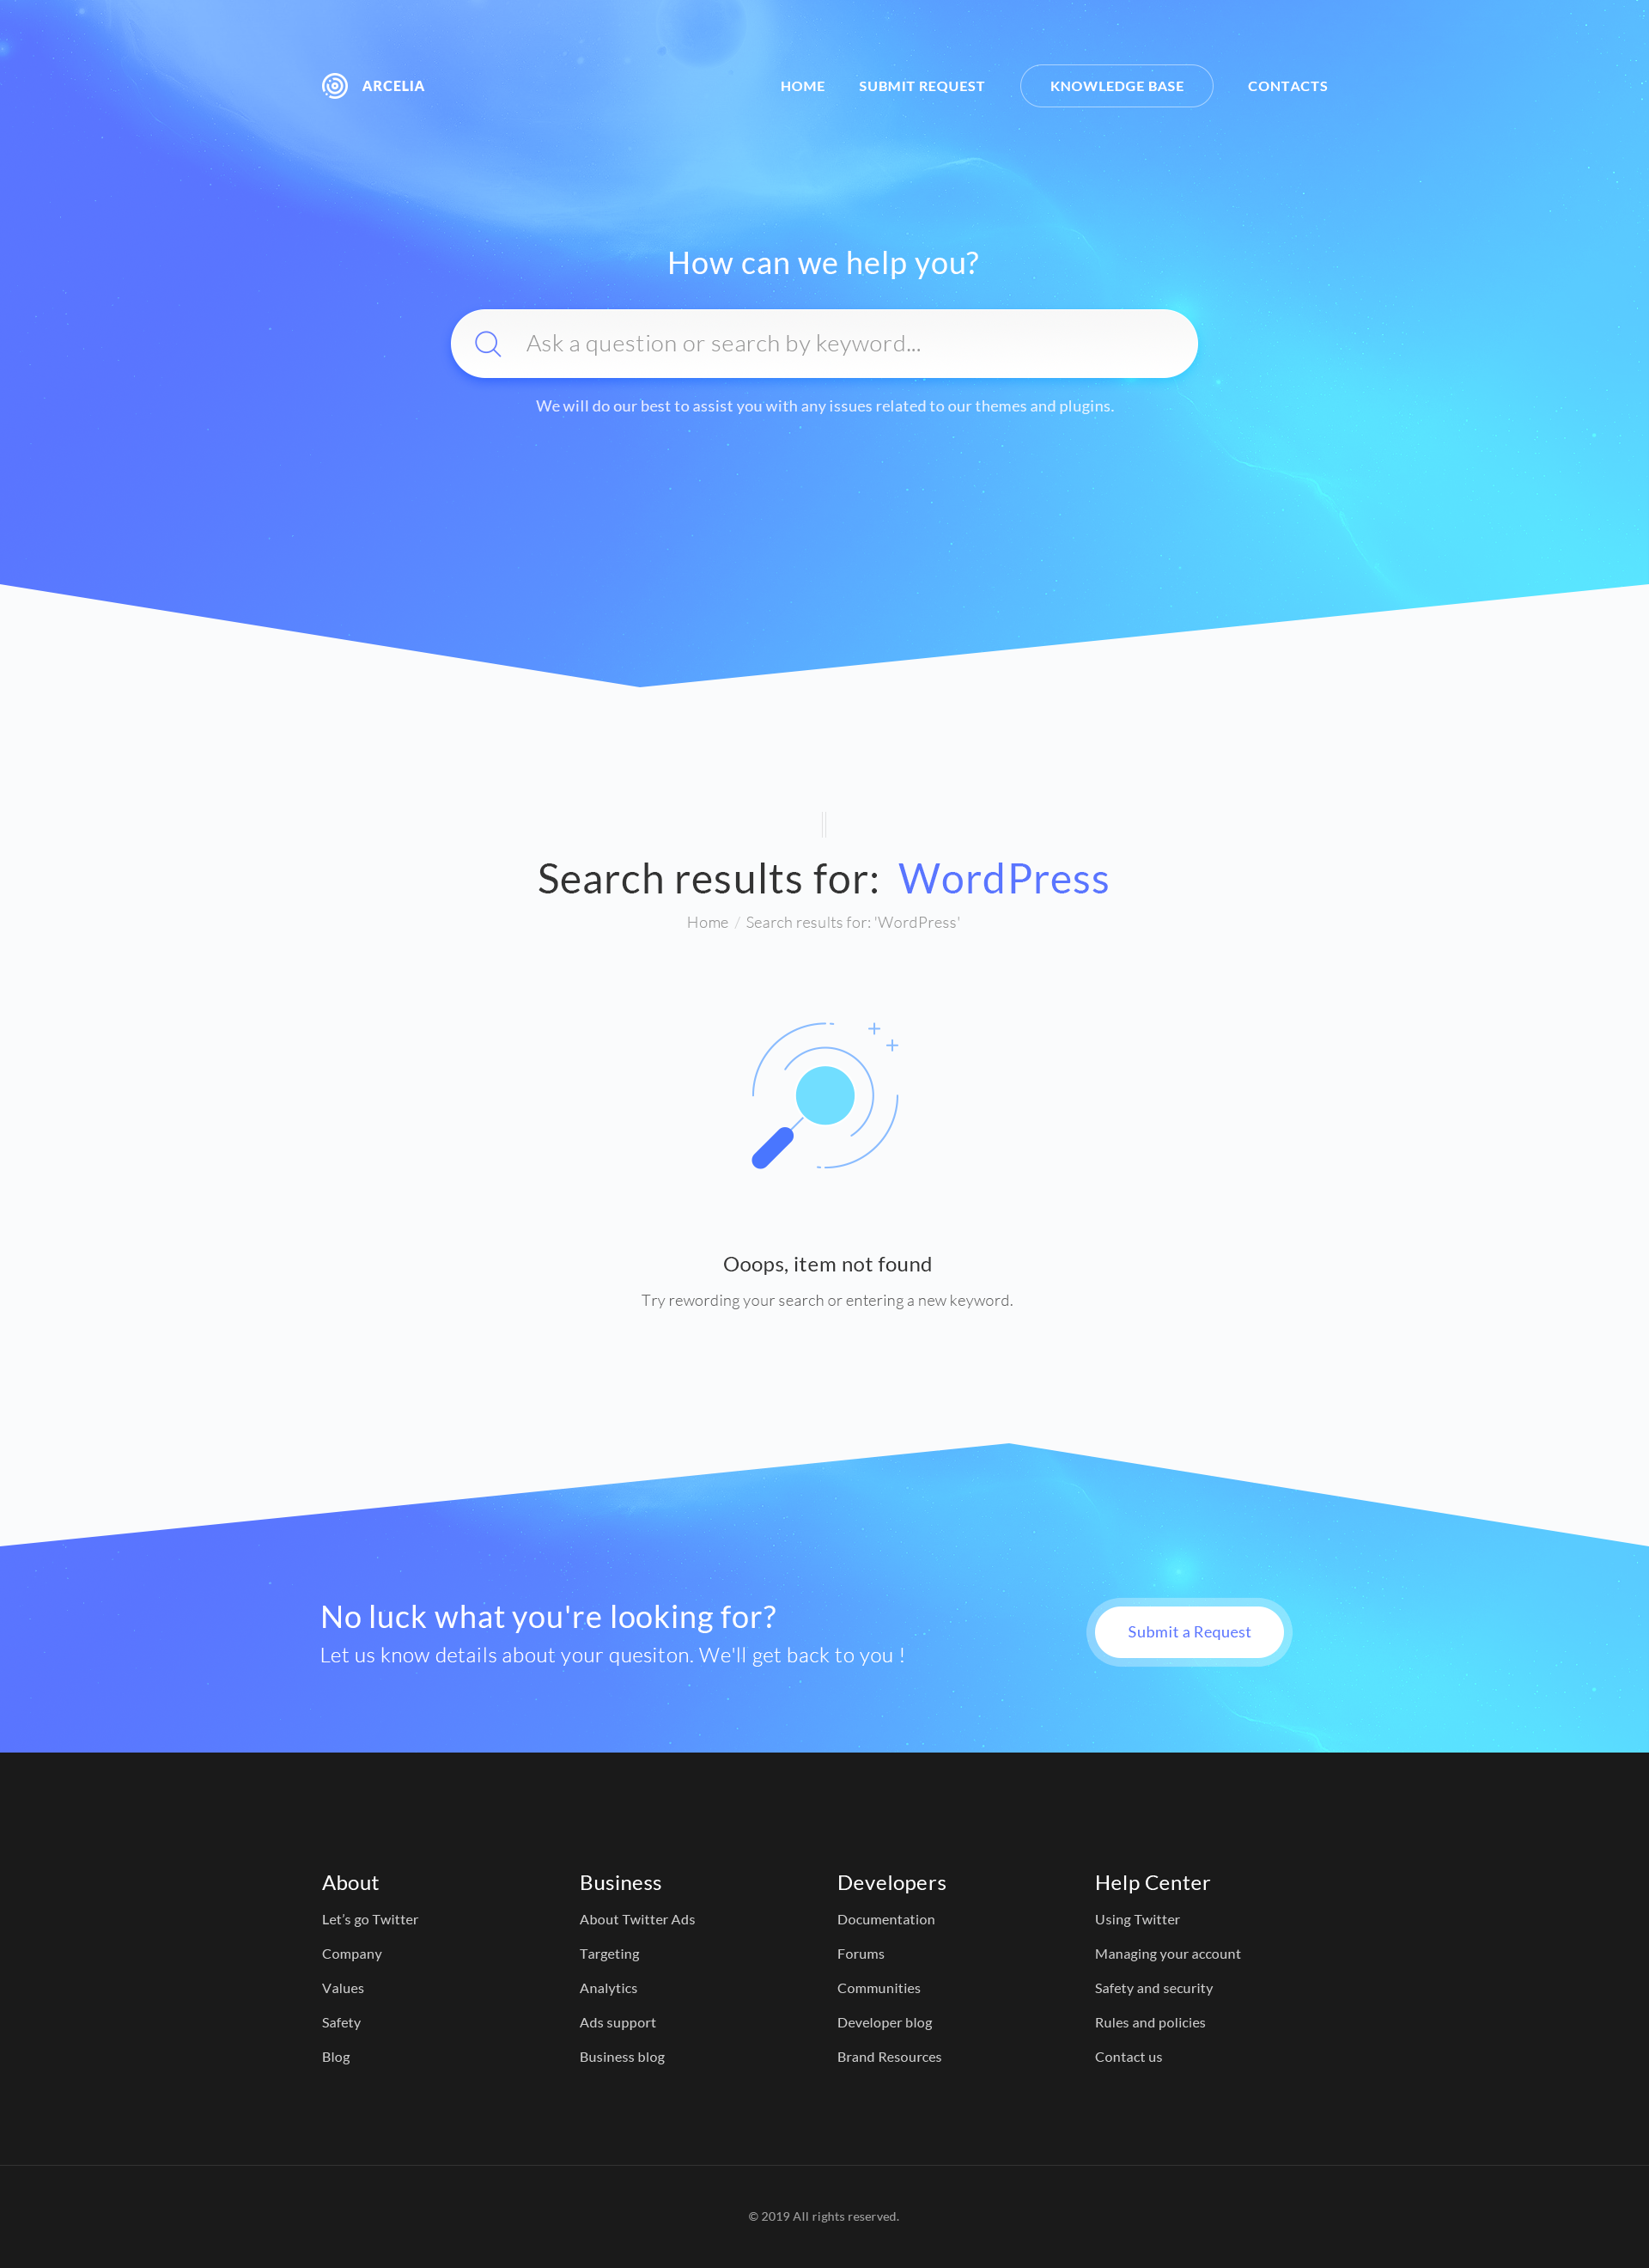 ARCELIA
HOME SUBMIT REQUEST KNOWLEDGE BASE CONTACTS
How can we help you?
Ask a question or search by keyword...
We will do our best to assist you with any issues related to our themes and plugins.
Search results for: WordPress
Home / Search results for: 'WordPress'
Ooops, item not found
Try rewording your search or entering a new keyword.
No luck what you're looking for?
Let us know details about your quesiton. We'll get back to you !
Submit a Request
About
Let’s go Twitter
Company
Values
Safety
Blog
Business
About Twitter Ads
Targeting
Analytics
Ads support
Business blog
Developers
Documentation
Forums
Communities
Developer blog
Brand Resources
Help Center
Using Twitter
Managing your account
Safety and security
Rules and policies
Contact us
© 2019 All rights reserved.